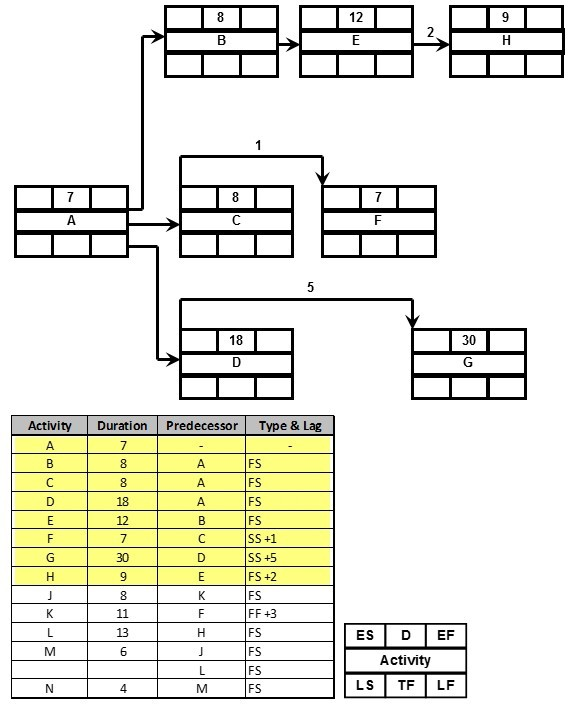 8 12 9
B E 2 H
1
7 8 7
A C F
5
18 30
D G
Activity Duration Predecessor Type & Lag
A 7 - -
B 8 A FS
C 8 A FS
D 18 A FS
E 12 B FS
F 7 C SS +1
G 30 D SS +5
H 9 E FS +2
J 8 K FS
K 11 F FF +3
L 13 H FS
M 6 J FS
L FS
N 4 M FS
ES D EF
Activity
LS TF LF